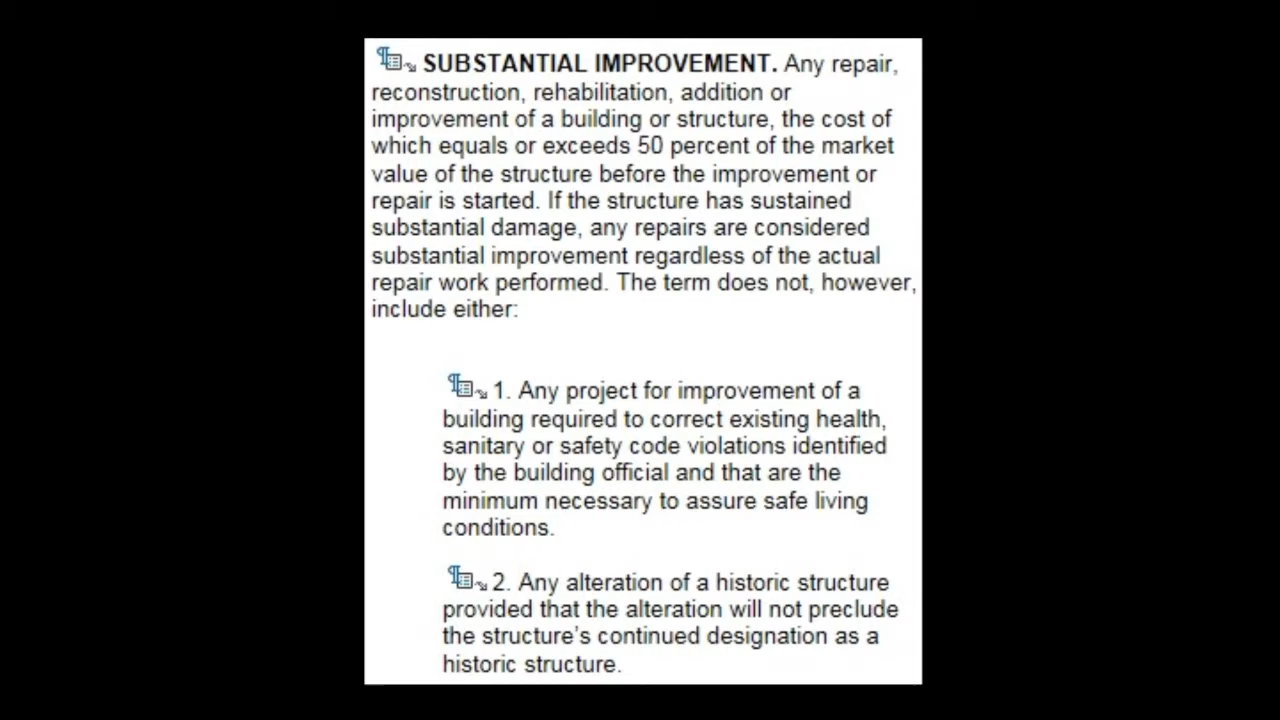 SUBSTANTIAL IMPROVEMENT. Any repair,
reconstruction, rehabilitation, addition or
improvement of a building or structure, the cost of
which equals or exceeds 50 percent of the market
value of the structure before the improvement or
repair is started. If the structure has sustained
substantial damage, any repairs are considered
substantial improvement regardless of the actual
repair work performed. The term does not, however,
include either:
1. Any project for improvement of a
building required to correct existing health,
sanitary or safety code violations identified
by the building official and that are the
minimum necessary to assure safe living
conditions.
2. Any alteration of a historic structure
provided that the alteration will not preclude
the structure's continued designation as a
historic structure.